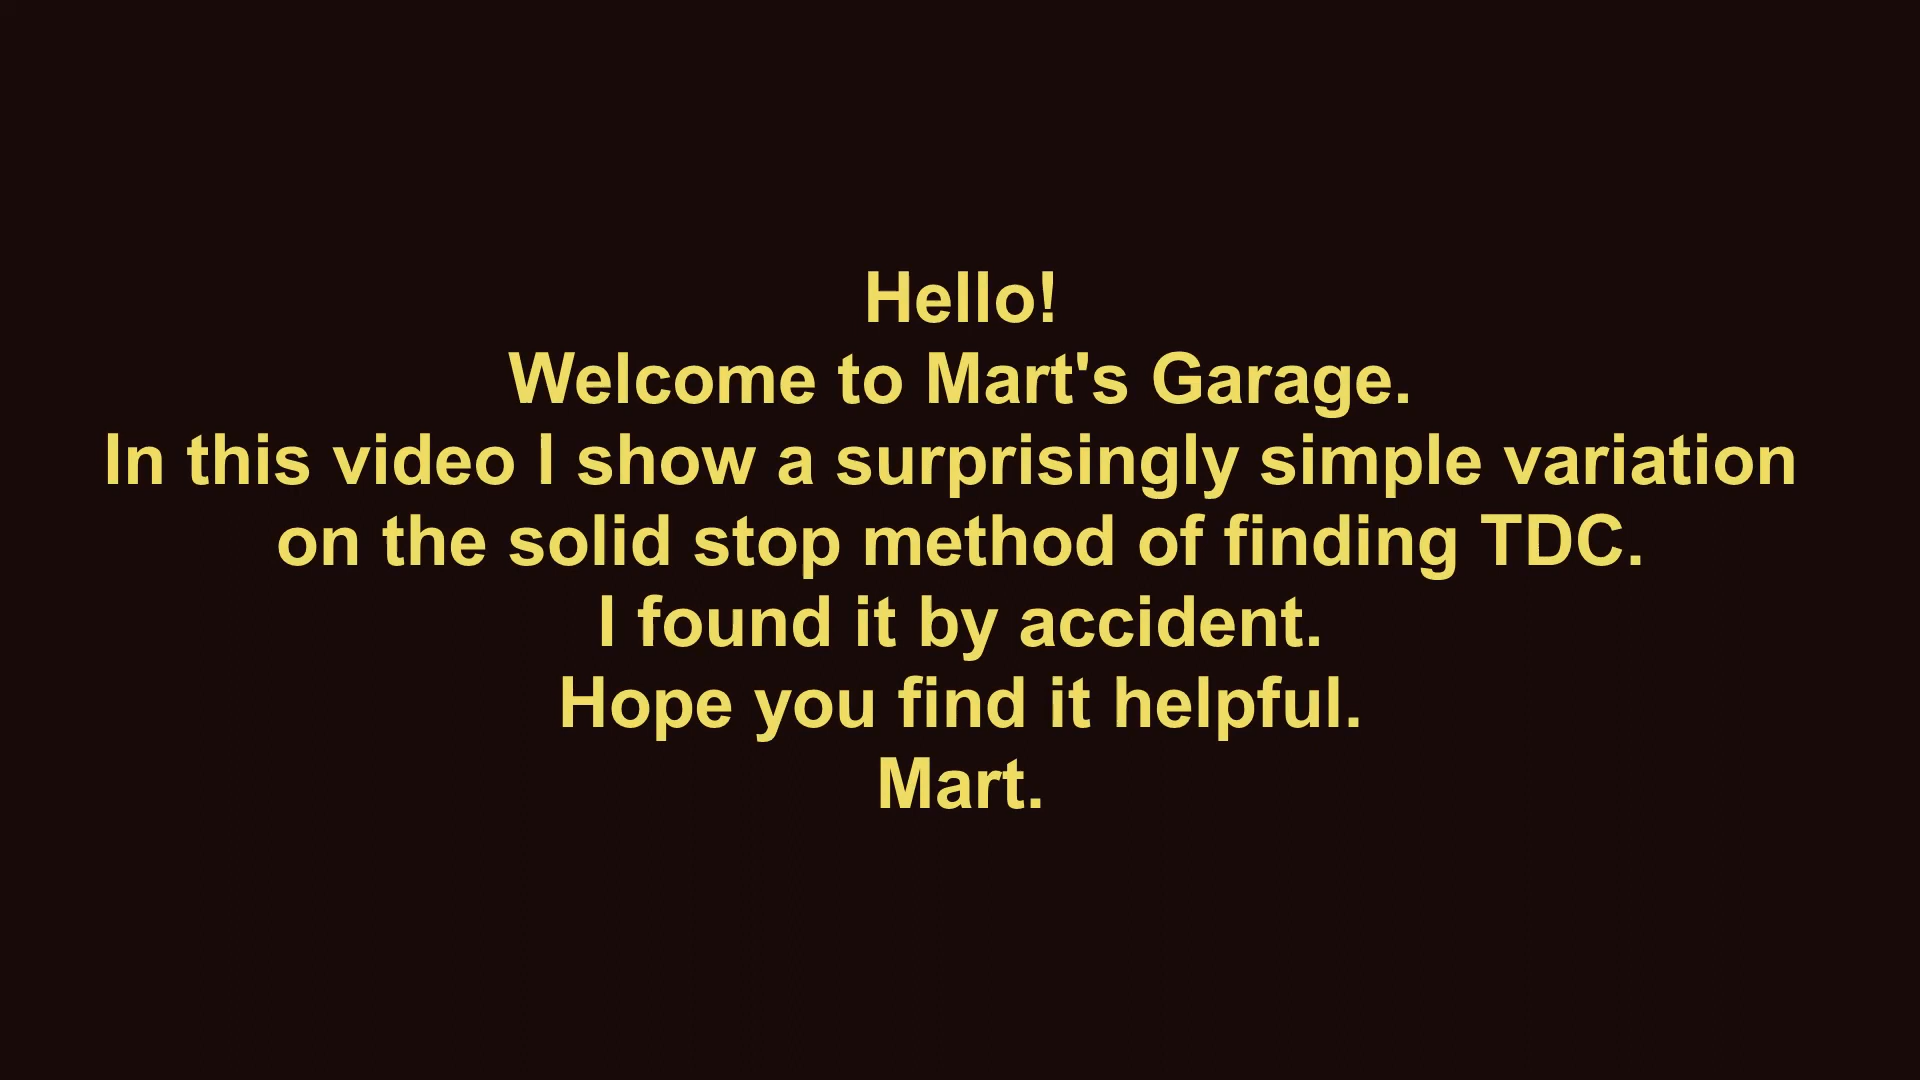 Hello!
Welcome to Mart's Garage.
In this video I show a surprisingly simple variation
on the solid stop method of finding TDC.
I found it by accident.
Hope you find it helpful.
Mart.